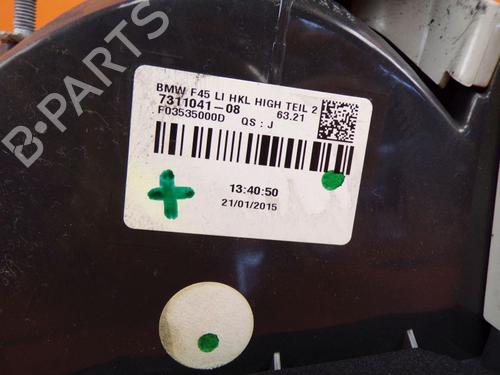 BMW F45 LI HKL HIGH TEIL 2
7311041-08 63.21
F03535000D QS : J
13:40:50
21/01/2015
B-PARTS